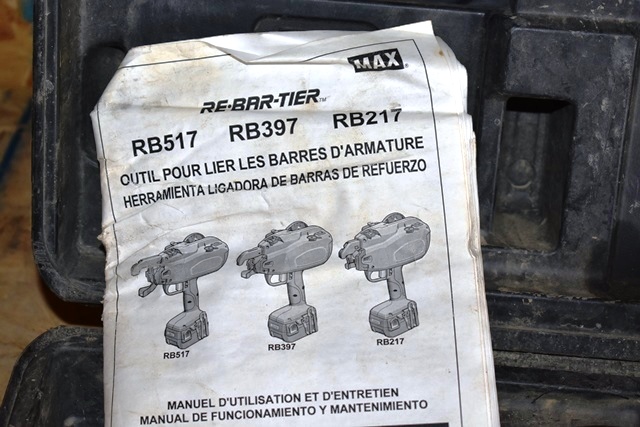 MAX
RE-BAR-TIER™
RB517 RB397 RB217
OUTIL POUR LIER LES BARRES D'ARMATURE
HERRAMIENTA LIGADORA DE BARRAS DE REFUERZO
RB517 RB397 RB217
MANUEL D'UTILISATION ET D'ENTRETIEN
MANUAL DE FUNCIONAMIENTO Y MANTENIMIENTO